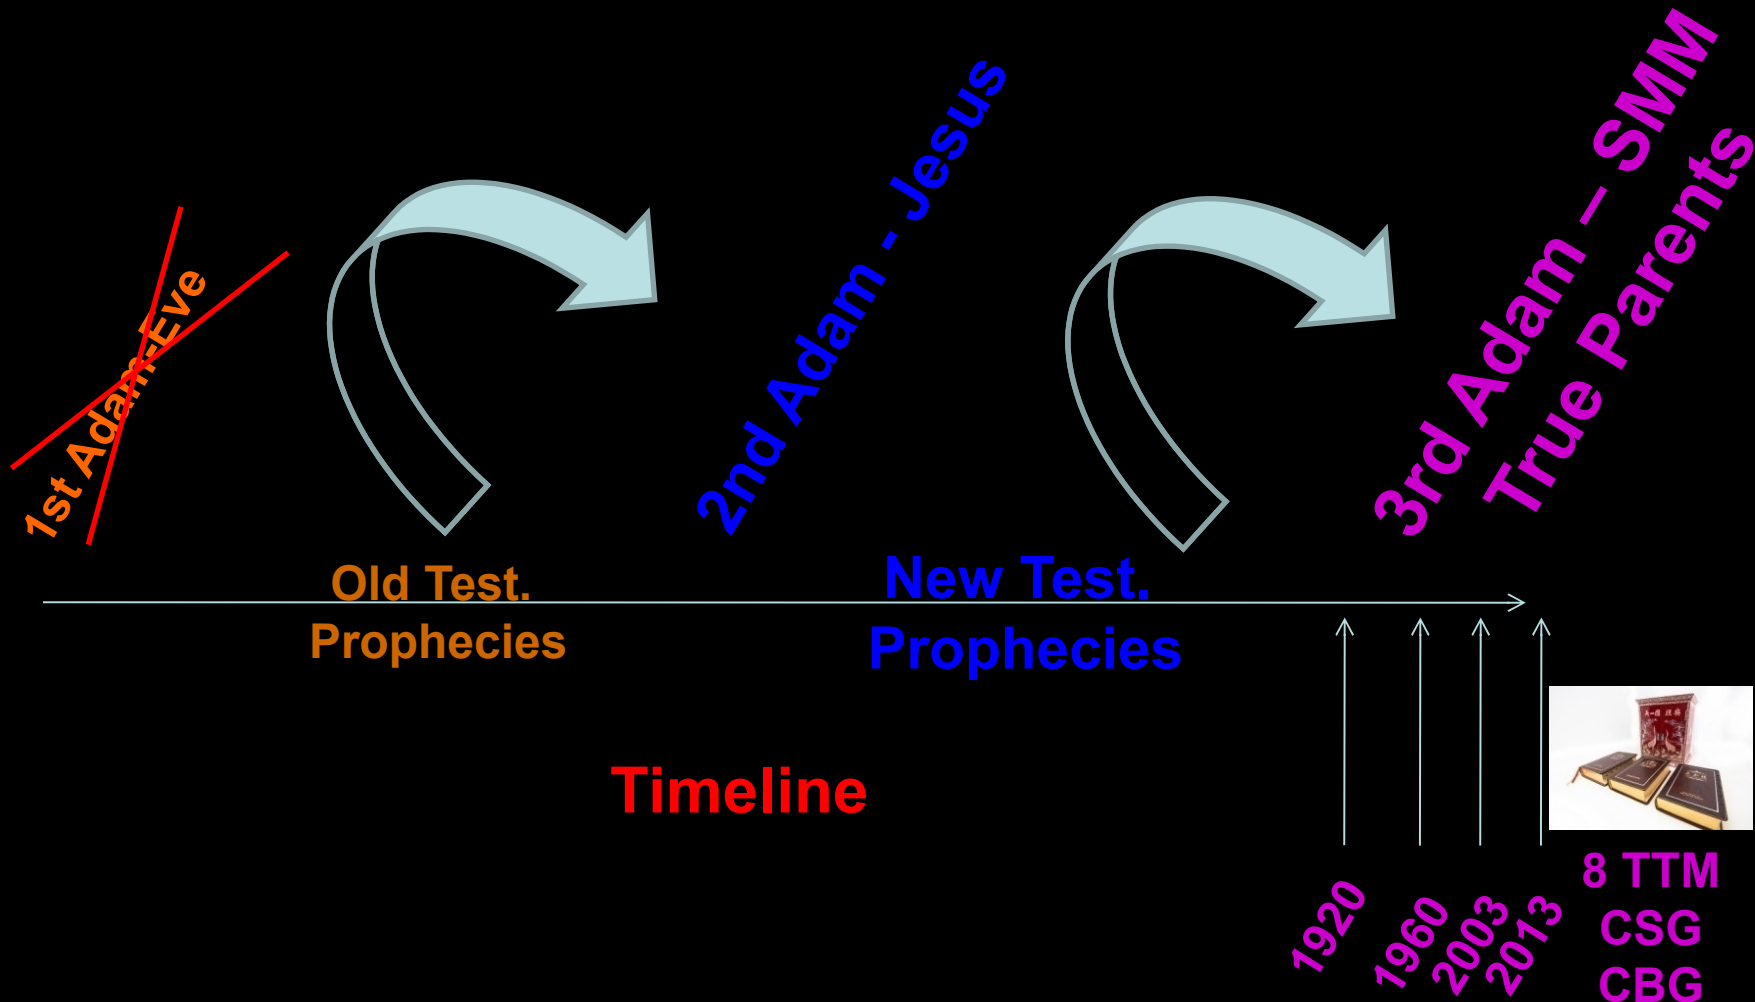 1st Adam-Eve
2nd Adam - Jesus
3rd Adam – SMM
True Parents
Old Test.
Prophecies
New Test.
Prophecies
Timeline
1920
1960
2003
2013
8 TTM
CSG
CBG